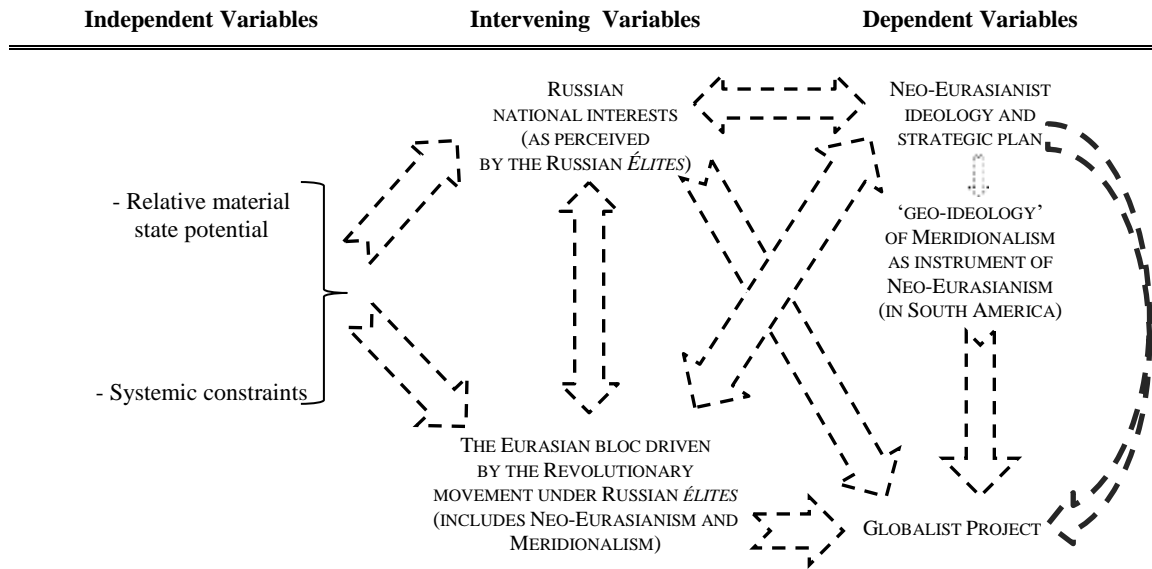 Independent Variables
Intervening Variables
Dependent Variables
- Relative material
state potential
- Systemic constraints
RUSSIAN
NATIONAL INTERESTS
(AS PERCEIVED
BY THE RUSSIAN ÉLITES)
THE EURASIAN BLOC DRIVEN
BY THE REVOLUTIONARY
MOVEMENT UNDER RUSSIAN ÉLITES
(INCLUDES NEO-EURASIANISM AND
MERIDIONALISM)
NEO-EURASIANIST
IDEOLOGY AND
STRATEGIC PLAN
‘GEO-IDEOLOGY’
OF MERIDIONALISM
AS INSTRUMENT OF
NEO-EURASIANISM
(IN SOUTH AMERICA)
GLOBALIST PROJECT